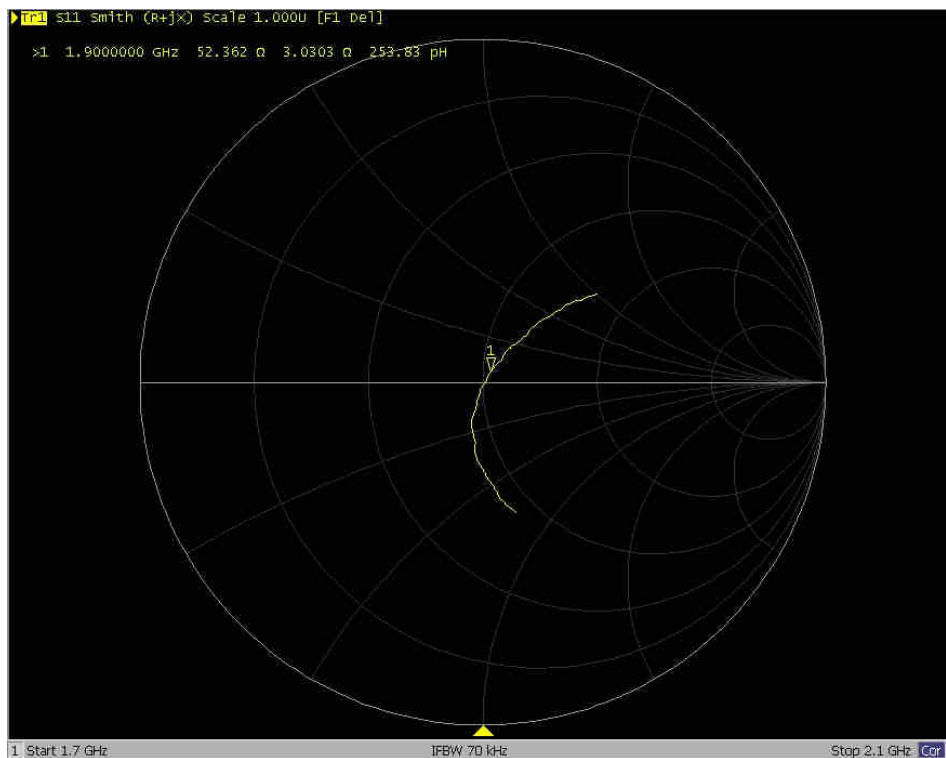 Tr1 S11 Smith (R+jX) Scale 1.000U [F1 Del]
>1 1.9000000 GHz 52.362 Ω 3.0303 Ω 253.83 pH
1
1 Start 1.7 GHz IFBW 70 kHz Stop 2.1 GHz Cor